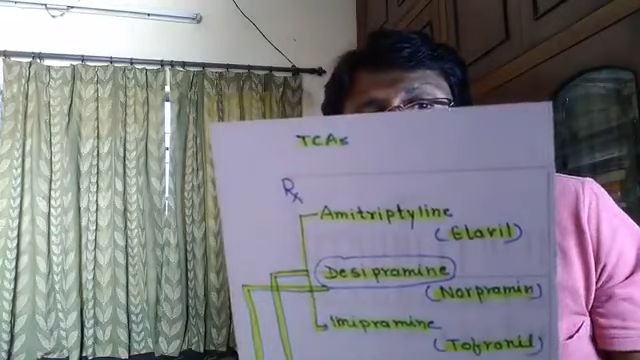 TCAs
Rx
Amitriptyline
(Elavil)
Desipramine
(Norpramin)
Imipramine
(Tofranil)